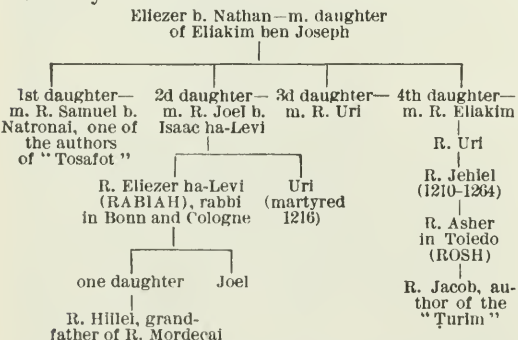 Eliezer b. Nathan—m. daughter
of Eliakim ben Joseph
1st daughter—
m. R. Samuel b.
Natronai, one of
the authors
of "Tosafot"
2d daughter—
m. R. Joel b.
Isaac ha-Levi
3d daughter—
m. R. Uri
4th daughter—
m. R. Eliakim
R. Uri
R. Jehiel
(1210–1264)
R. Asher
in Toledo
(ROSH)
R. Jacob, au-
thor of the
"Turim"
R. Eliezer ha-Levi
(RABIAH), rabbi
in Bonn and Cologne
Uri
(martyred
1216)
one daughter
Joel
R. Hillel, grand-
father of R. Mordecai